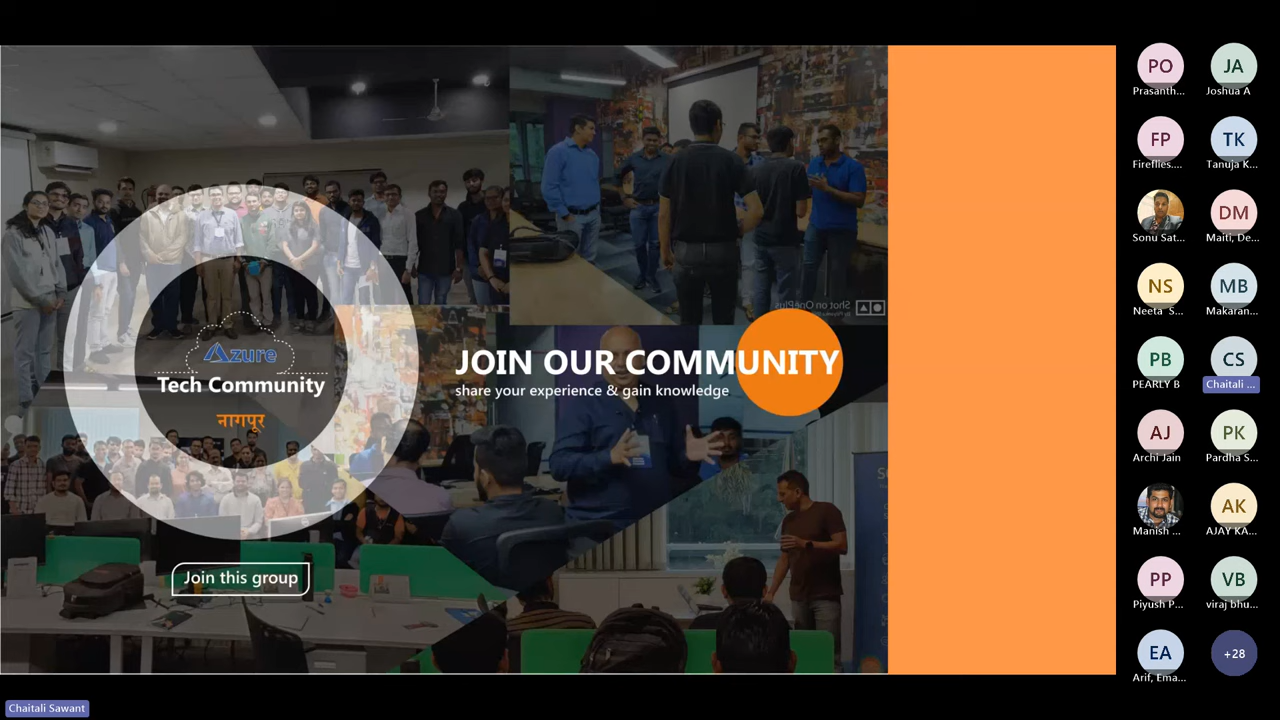 Azure
Tech Community
नागपूर
Join this group
JOIN OUR COMMUNITY
share your experience & gain knowledge
Shot on OnePlus
PO
Prasanth...
JA
Joshua A
FP
Fireflies....
TK
Tanuja K...
Sonu Sat...
DM
Maiti, De...
NS
Neeta S...
MB
Makaran...
PB
PEARLY B
CS
Chaitali ...
AJ
Archi Jain
PK
Pardha S...
Manish ...
AK
AJAY KA...
PP
Piyush P...
VB
viraj bhu...
EA
Arif, Ema...
+28
Chaitali Sawant